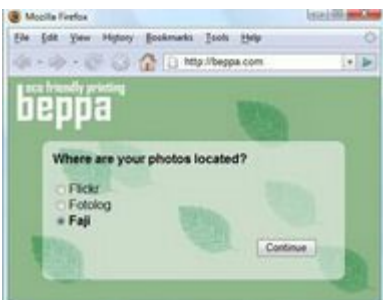 Mozilla Firefox
File Edit View History Bookmarks Tools Help
http://beppa.com
eco friendly printing
beppa
Where are your photos located?
Flickr
Fotolog
Faji
Continue